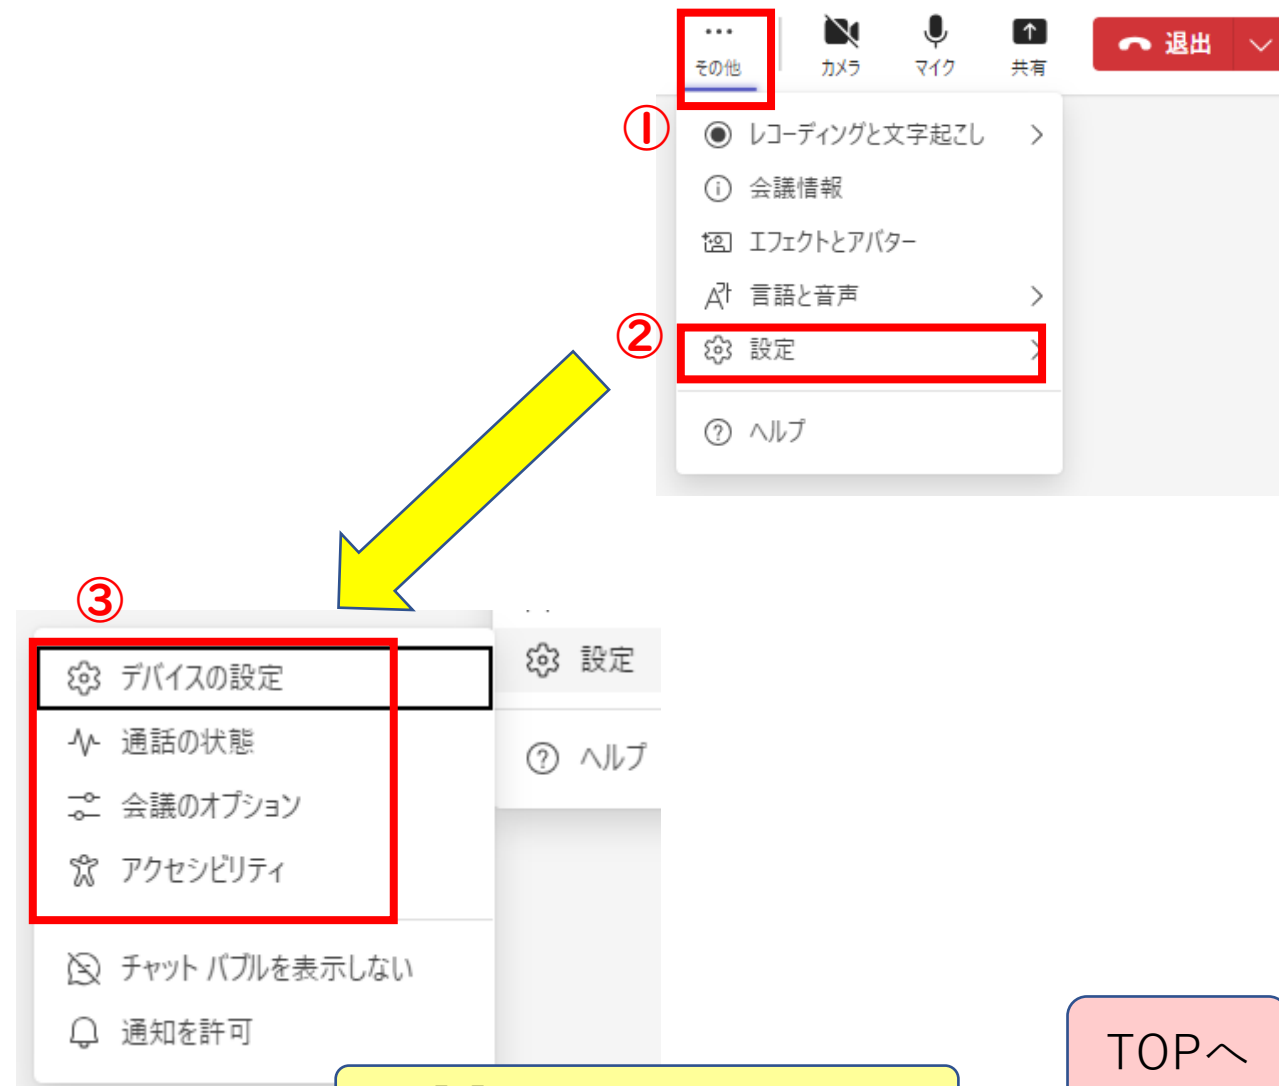 … その他
カメラ
マイク
共有
退出
①
レコーディングと文字起こし
会議情報
エフェクトとアバター
言語と音声
②
設定
ヘルプ
③
デバイスの設定
通話の状態
会議のオプション
アクセシビリティ
チャット バブルを表示しない
通知を許可
設定
ヘルプ
TOPへ